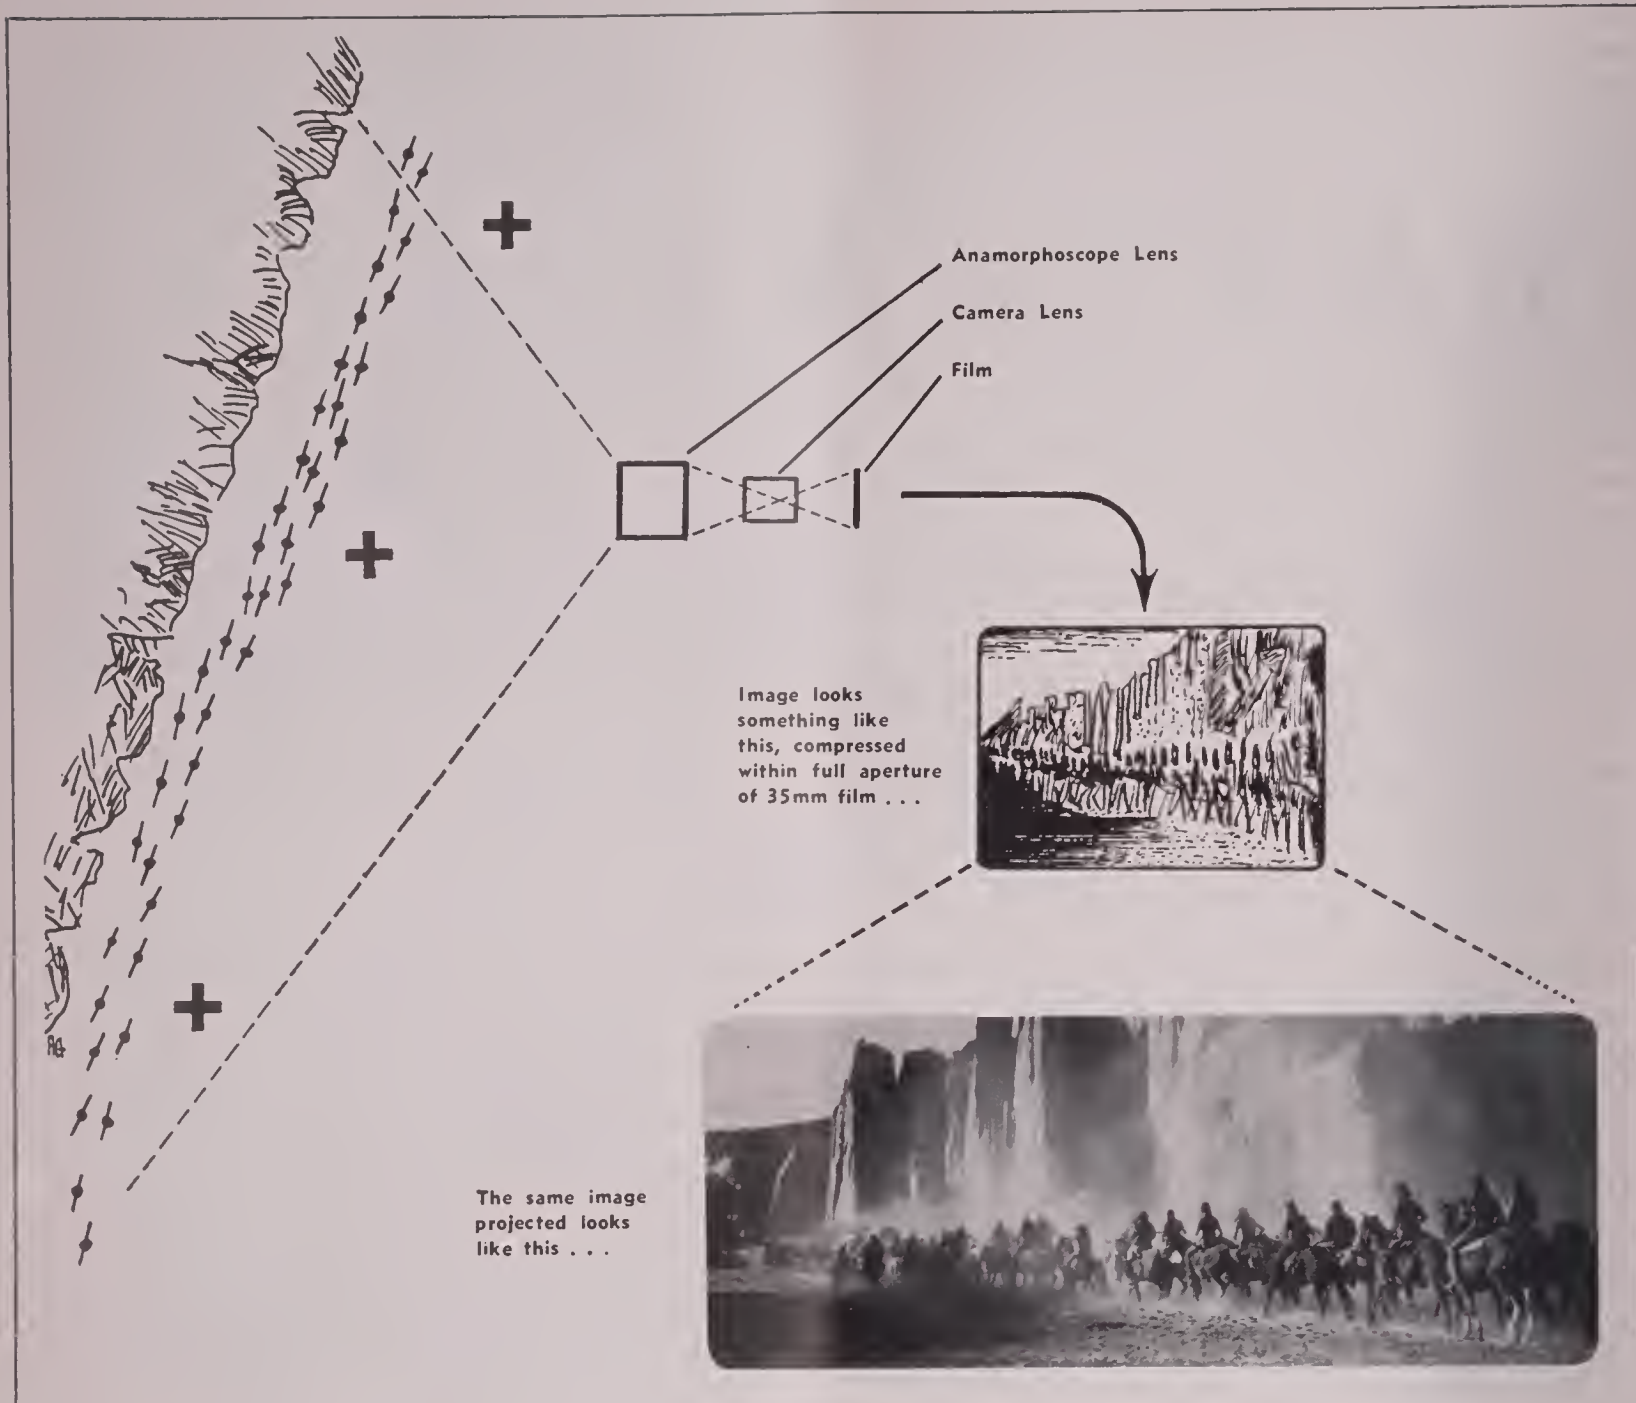 Anamorphoscope Lens
Camera Lens
Film
Image looks
something like
this, compressed
within full aperture
of 35mm film . . .
The same image
projected looks
like this . . .